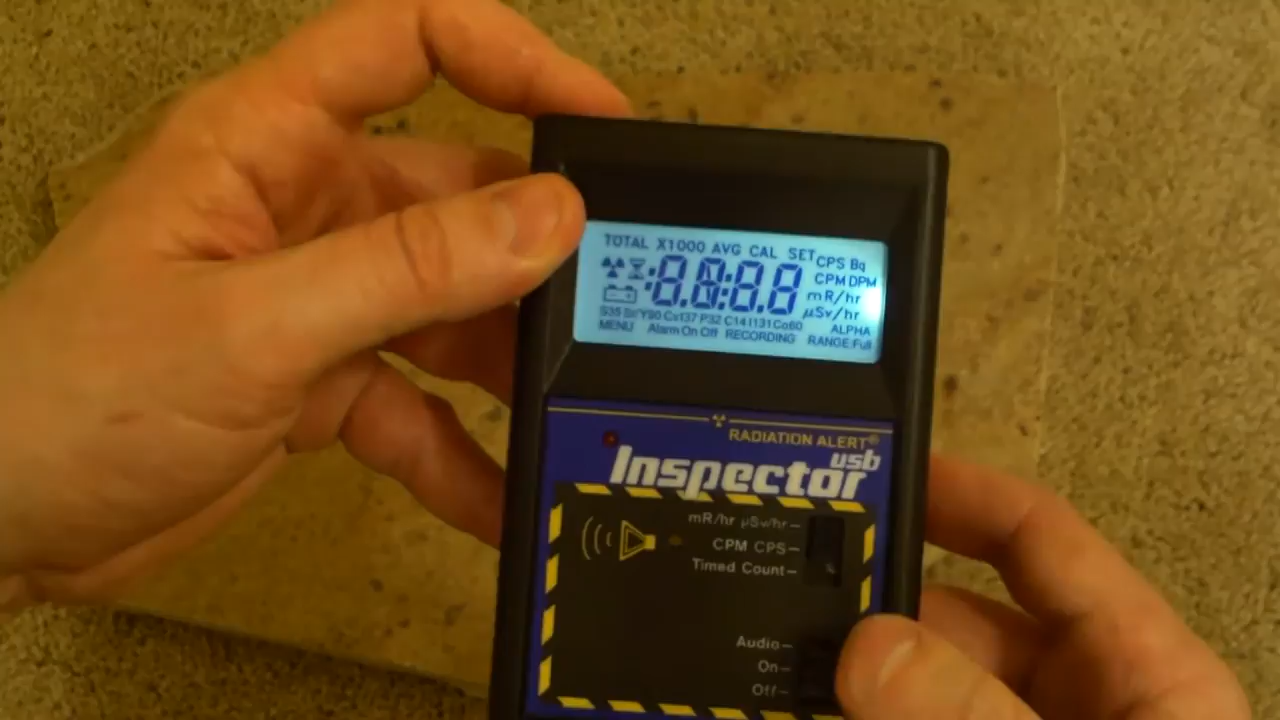 TOTAL X1000 AVG CAL SET CPS Bq
8.8:8.8 CPM DPM
mR/hr
µSv/hr
S35 Sr/Y90 Cs137 P32 C14 I131 Co60 ALPHA
MENU Alarm On Off RECORDING RANGE Full
RADIATION ALERT®
Inspector usb
mR/hr µSv/hr
CPM CPS
Timed Count
Audio
On
Off